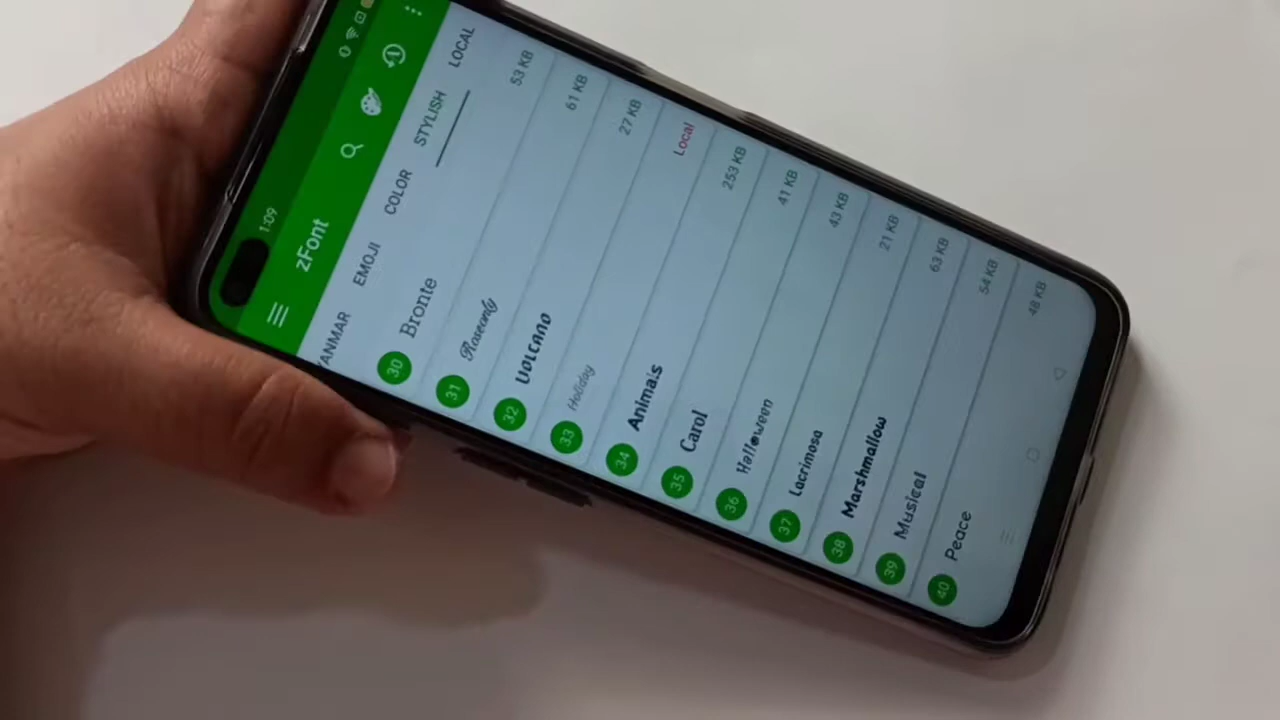 1:09
zFont
YANMAR EMOJI COLOR STYLISH LOCAL
30 Bronte 53 KB
31 Roseonly 61 KB
32 VOLCANO 27 KB
33 Holiday Local
34 Animals 253 KB
35 Carol 41 KB
36 Halloween 43 KB
37 Lacrimosa 21 KB
38 Marshmallow 63 KB
39 Musical 54 KB
40 Peace 48 KB